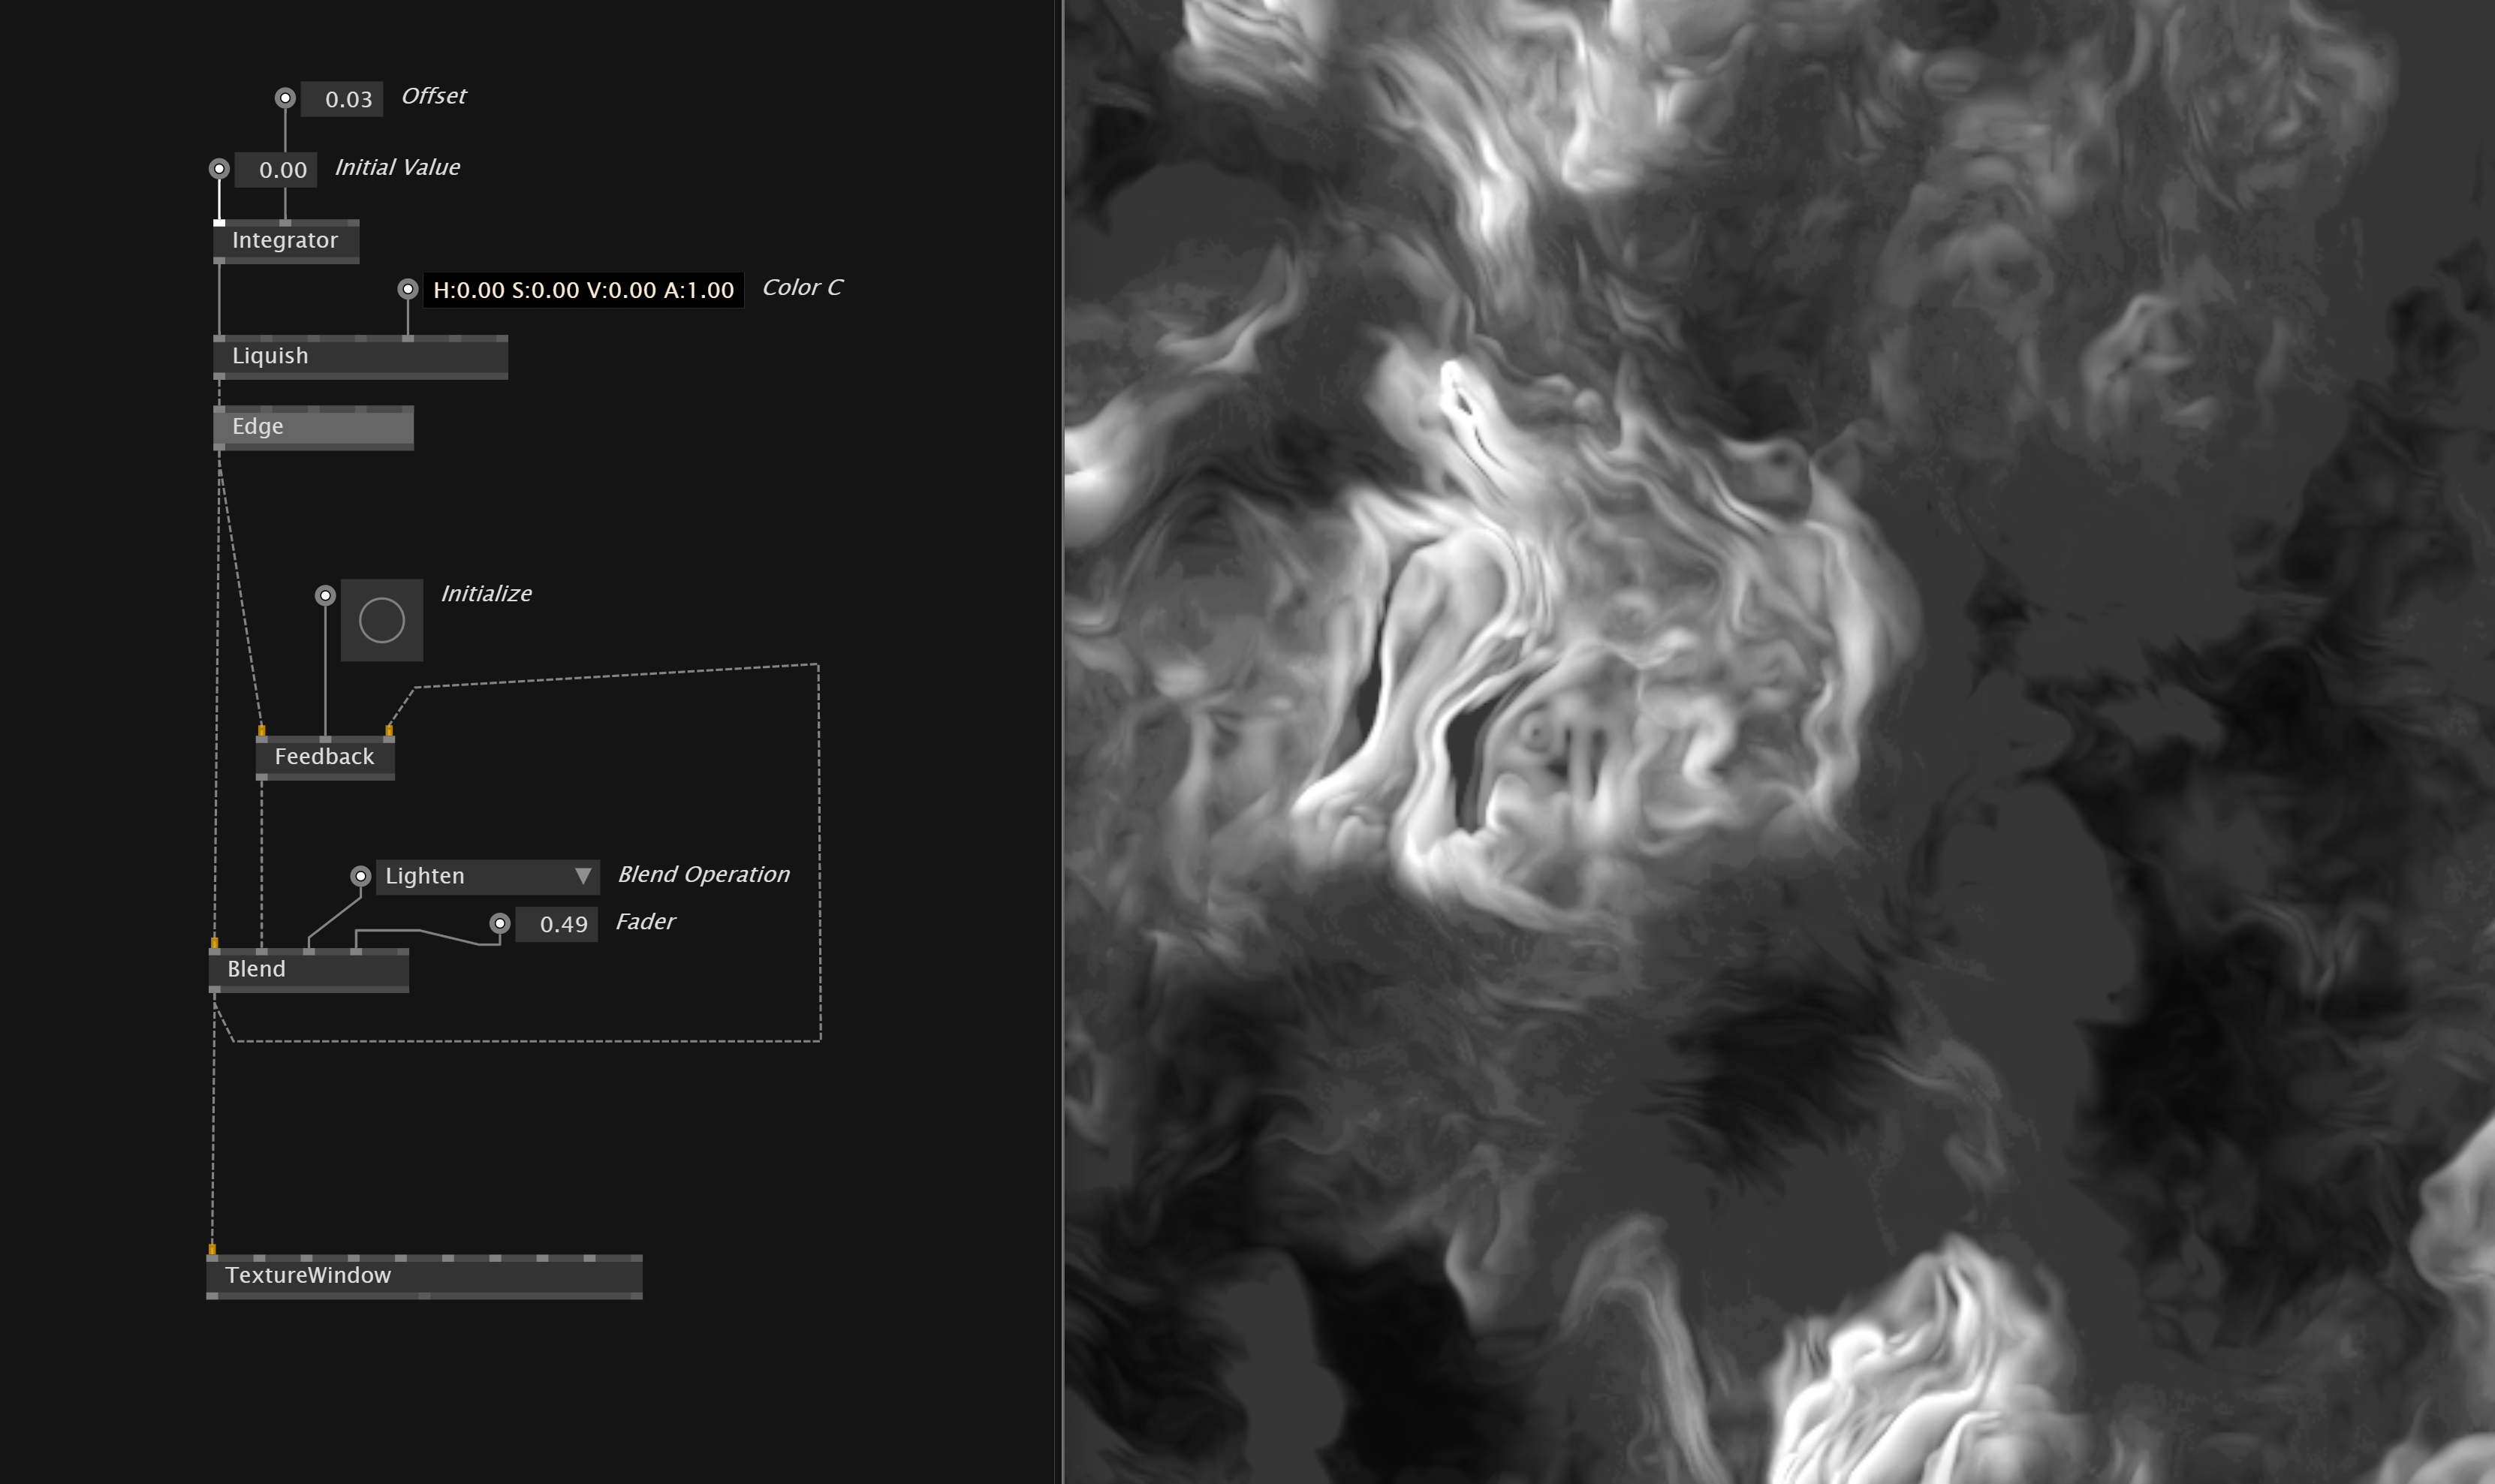 0.03 Offset
0.00 Initial Value
Integrator
H:0.00 S:0.00 V:0.00 A:1.00 Color C
Liquish
Edge
Initialize
Feedback
Lighten Blend Operation
0.49 Fader
Blend
TextureWindow